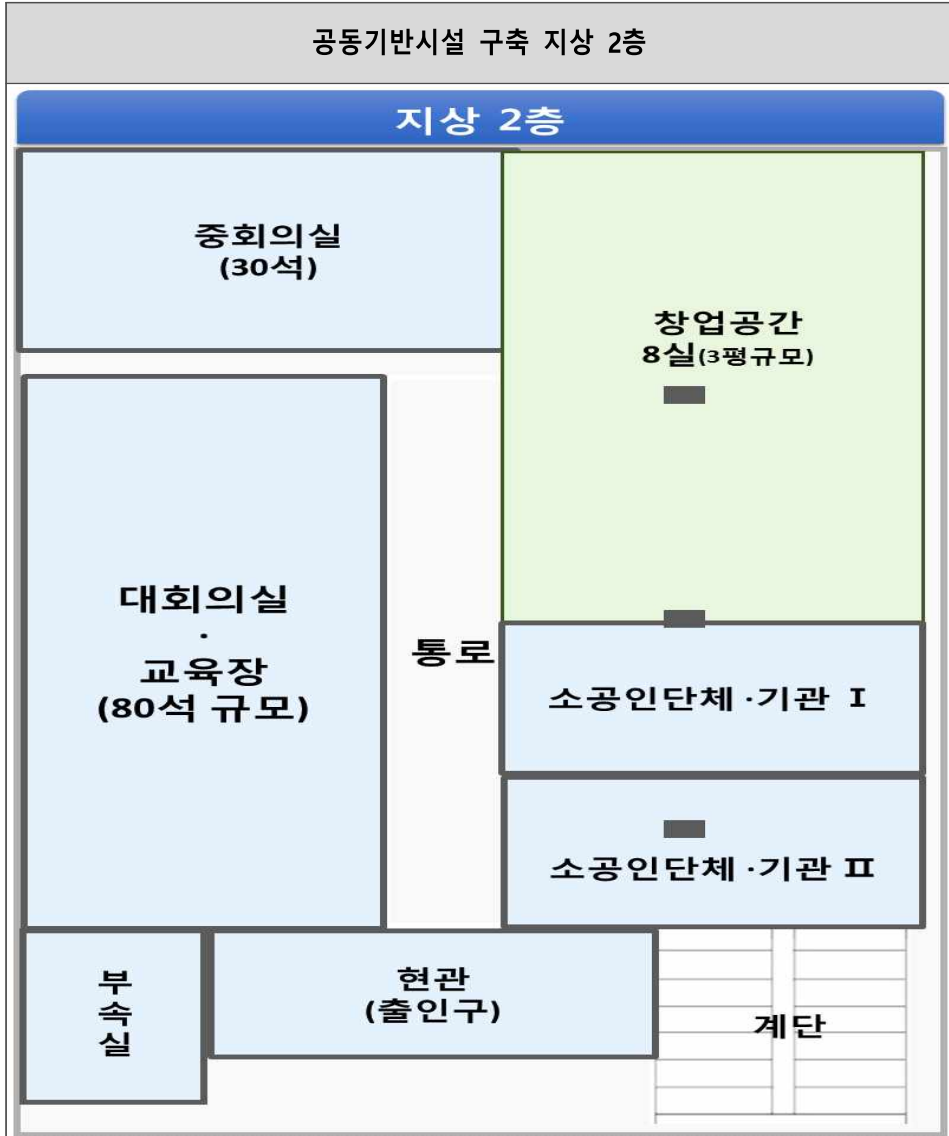 공동기반시설 구축 지상 2층
지상 2층
중회의실
(30석)
창업공간
8실(3평규모)
대회의실
·
교육장
(80석 규모)
통로
소공인단체 ·기관 Ⅰ
소공인단체 ·기관 Ⅱ
부
속
실
현관
(출인구)
계단